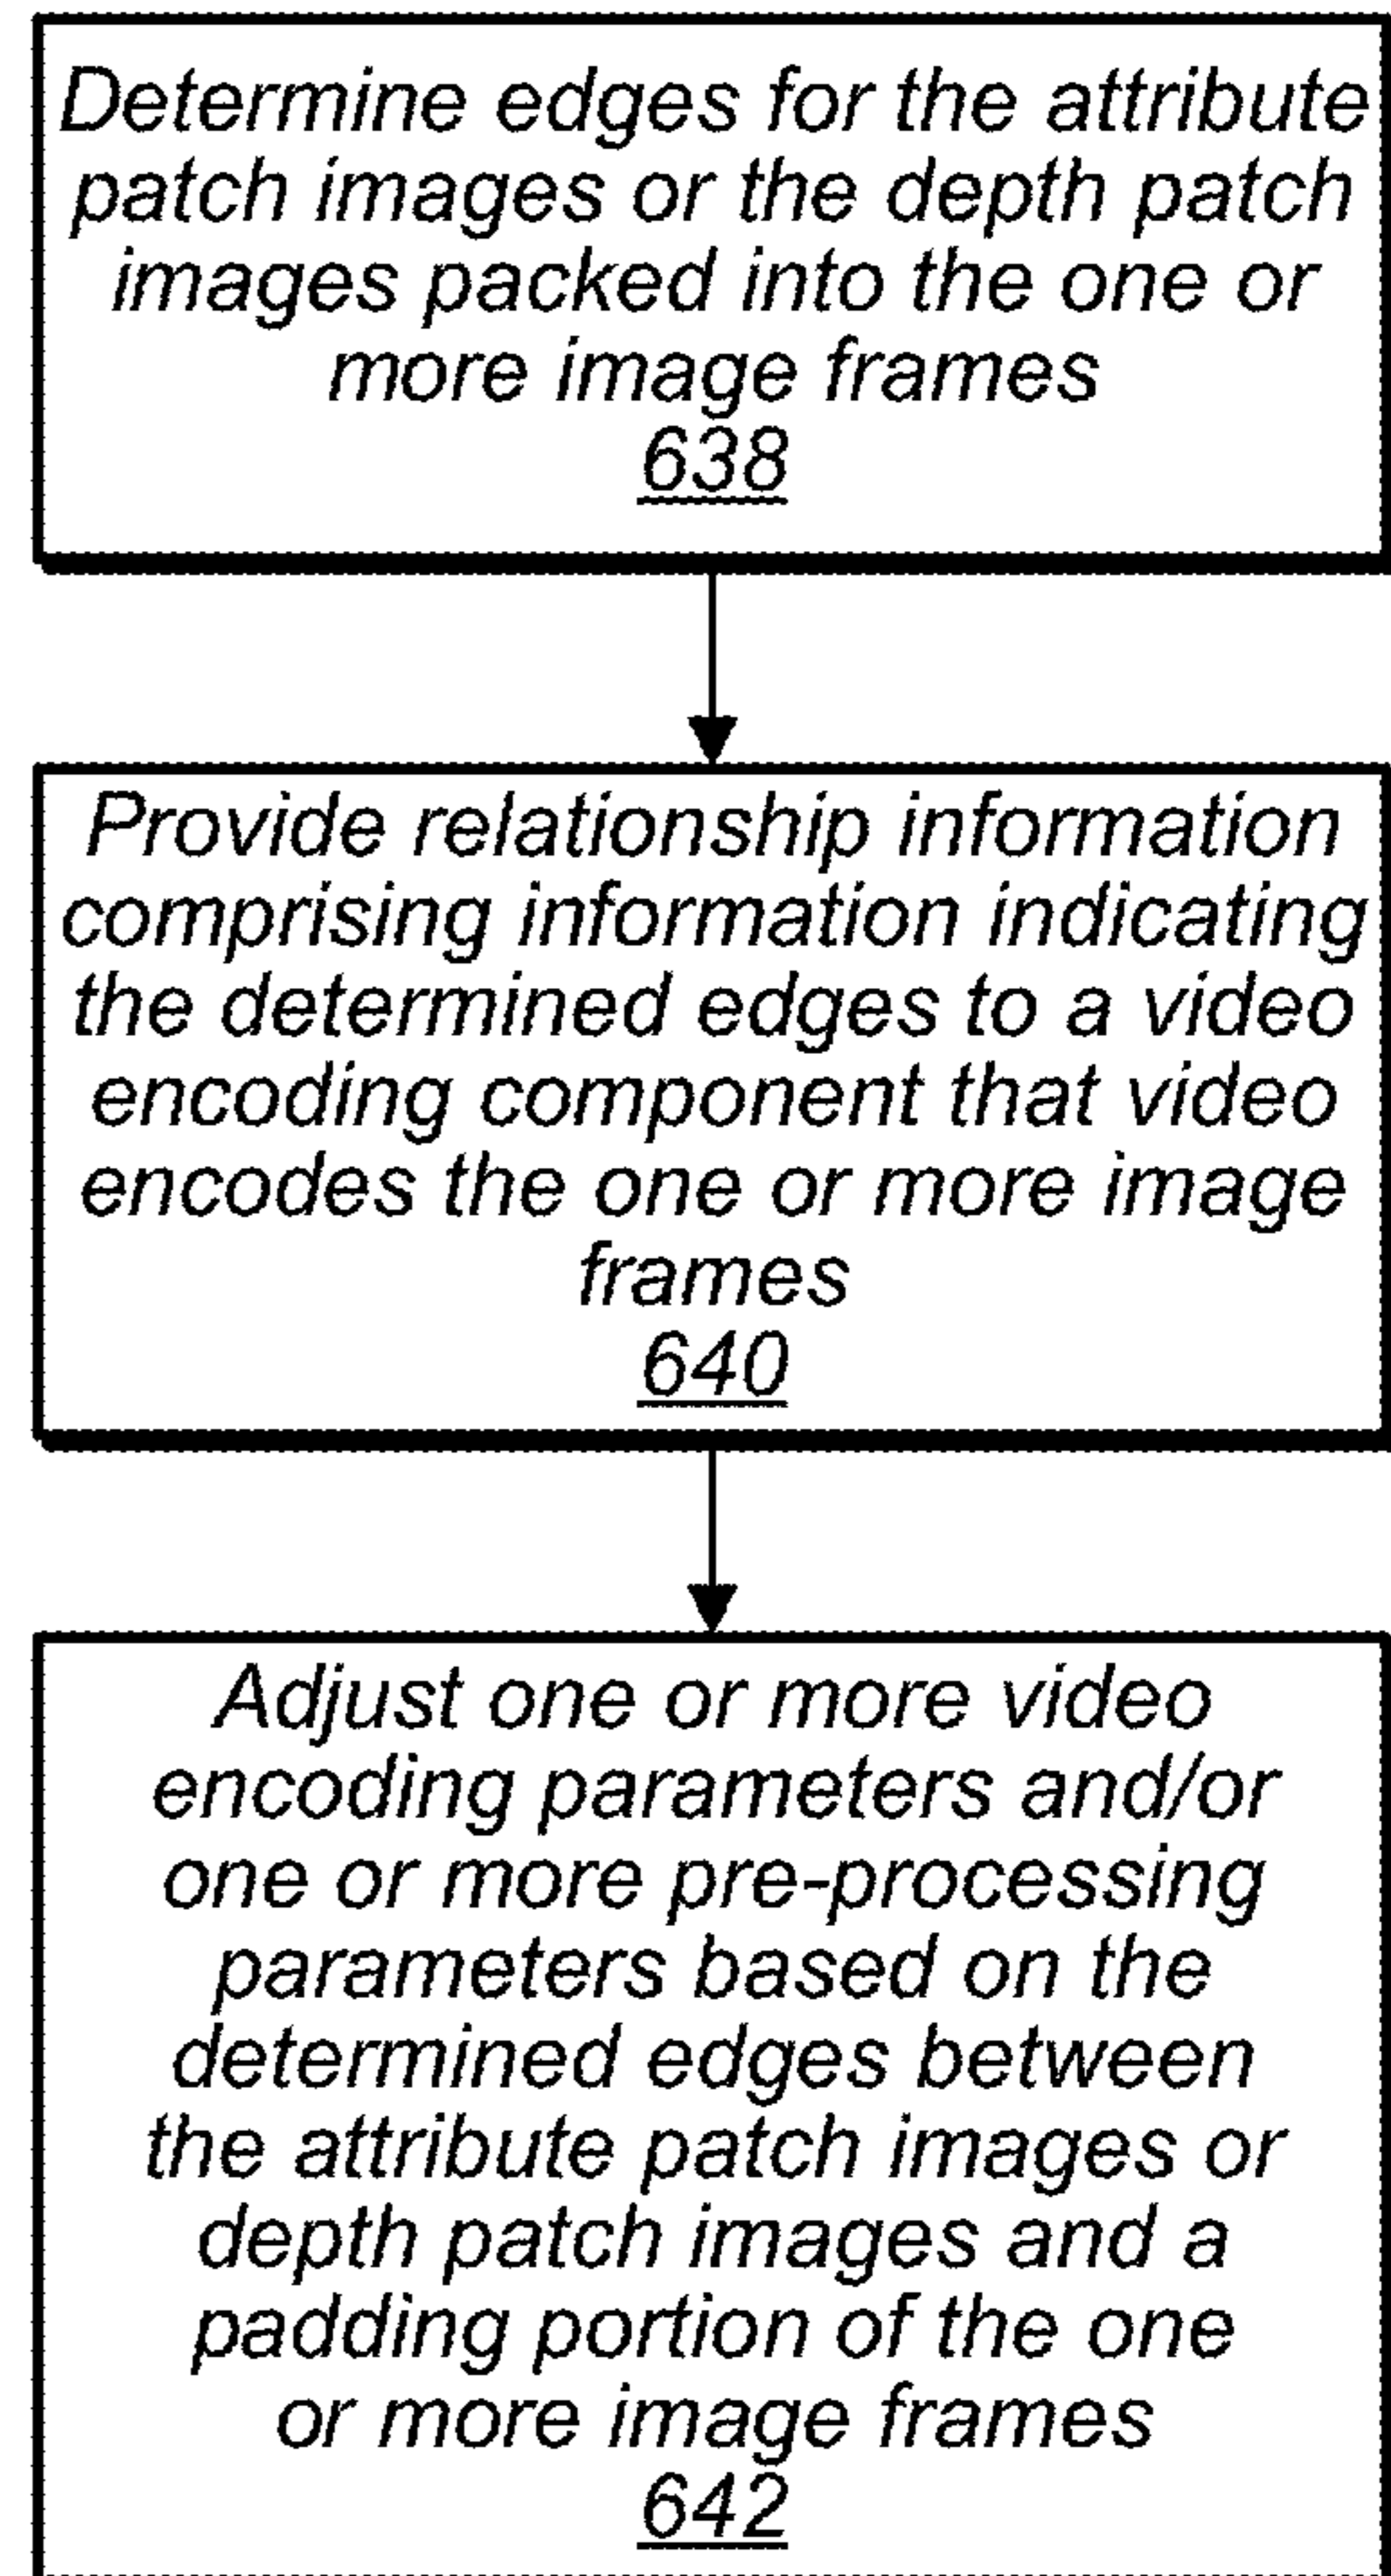 Determine edges for the attribute
patch images or the depth patch
images packed into the one or
more image frames
638
Provide relationship information
comprising information indicating
the determined edges to a video
encoding component that video
encodes the one or more image
frames
640
Adjust one or more video
encoding parameters and/or
one or more pre-processing
parameters based on the
determined edges between
the attribute patch images or
depth patch images and a
padding portion of the one
or more image frames
642